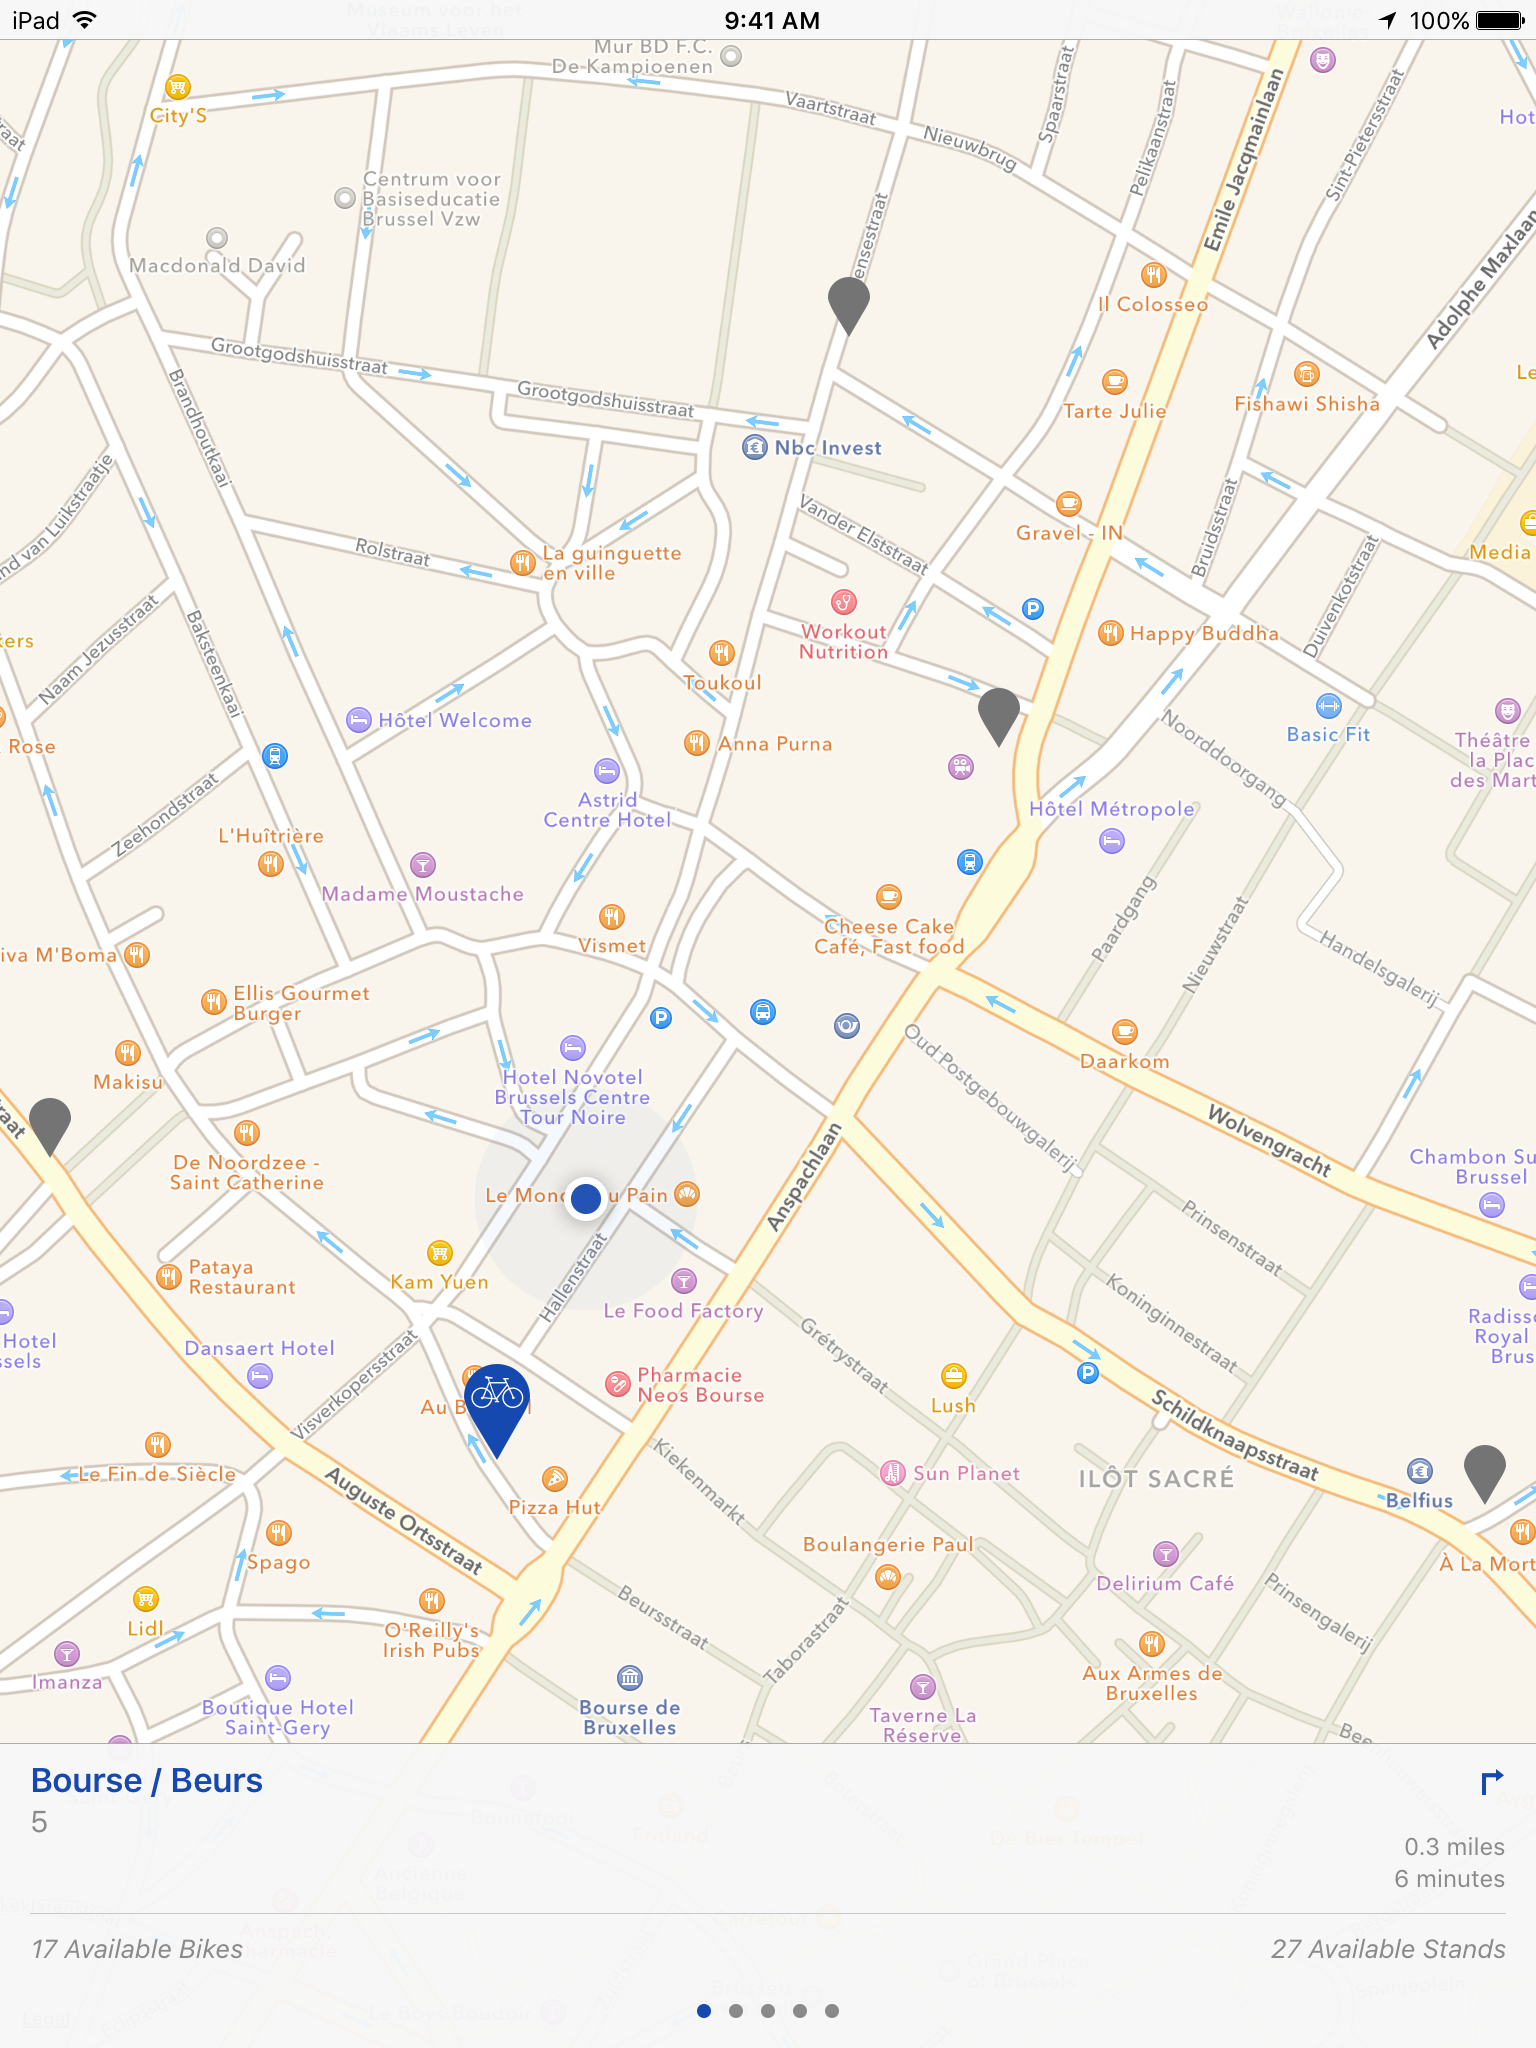 iPad
9:41 AM
100%
Mur BD F.C.
De Kampioenen
City'S
Vaartstraat
Nieuwbrug
Spaarstraat
Pelikaanstraat
Emile Jacqmainlaan
Sint-Pietersstraat
Hot
raat
Centrum voor
Basiseducatie
Brussel Vzw
Macdonald David
ensestraat
Adolphe Maxlaan
Il Colosseo
Grootgodshuisstraat
Brandhoutkaai
Grootgodshuisstraat
Tarte Julie
Fishawi Shisha
Le
Nbc Invest
nd van Luikstraatje
Vander Elststraat
Gravel - IN
Bruidsstraat
Media
Rolstraat
La guinguette
en ville
Duivenkotstraat
Naam Jezusstraat
Baksteenkaai
Workout
Nutrition
P
Happy Buddha
kers
Toukoul
Hôtel Welcome
Anna Purna
Noorddoorgang
Basic Fit
Théâtre
la Plac
des Mart
Rose
Zeehondstraat
Astrid
Centre Hotel
Hôtel Métropole
L'Huîtrière
Madame Moustache
Vismet
Cheese Cake
Café, Fast food
Paardgang
Nieuwstraat
Handelsgalerij
iva M'Boma
Ellis Gourmet
Burger
P
Makisu
Hotel Novotel
Brussels Centre
Tour Noire
Oud Postgebouwgalerij
Daarkom
Wolvengracht
raat
De Noordzee -
Saint Catherine
Anspachlaan
Chambon Su
Brussel
Le Mon u Pain
Prinsenstraat
Pataya
Restaurant
Kam Yuen
Hallenstraat
Koninginnestraat
Le Food Factory
Hotel
ssels
Dansaert Hotel
Grétrystraat
Radisso
Royal
Brus
Visverkopersstraat
Au B l
Pharmacie
Neos Bourse
Lush
P
Schildknaapsstraat
Le Fin de Siècle
Auguste Ortsstraat
Pizza Hut
Kiekenmarkt
Sun Planet
ILÔT SACRÉ
Belfius
Spago
Boulangerie Paul
À La Mort
Delirium Café
Lidl
O'Reilly's
Irish Pubs
Beursstraat
Taborastraat
Prinsengalerij
Imanza
Boutique Hotel
Saint-Gery
Bourse de
Bruxelles
Aux Armes de
Bruxelles
Taverne La
Réserve
Bee
Bourse / Beurs
5
0.3 miles
6 minutes
17 Available Bikes
27 Available Stands
Legal